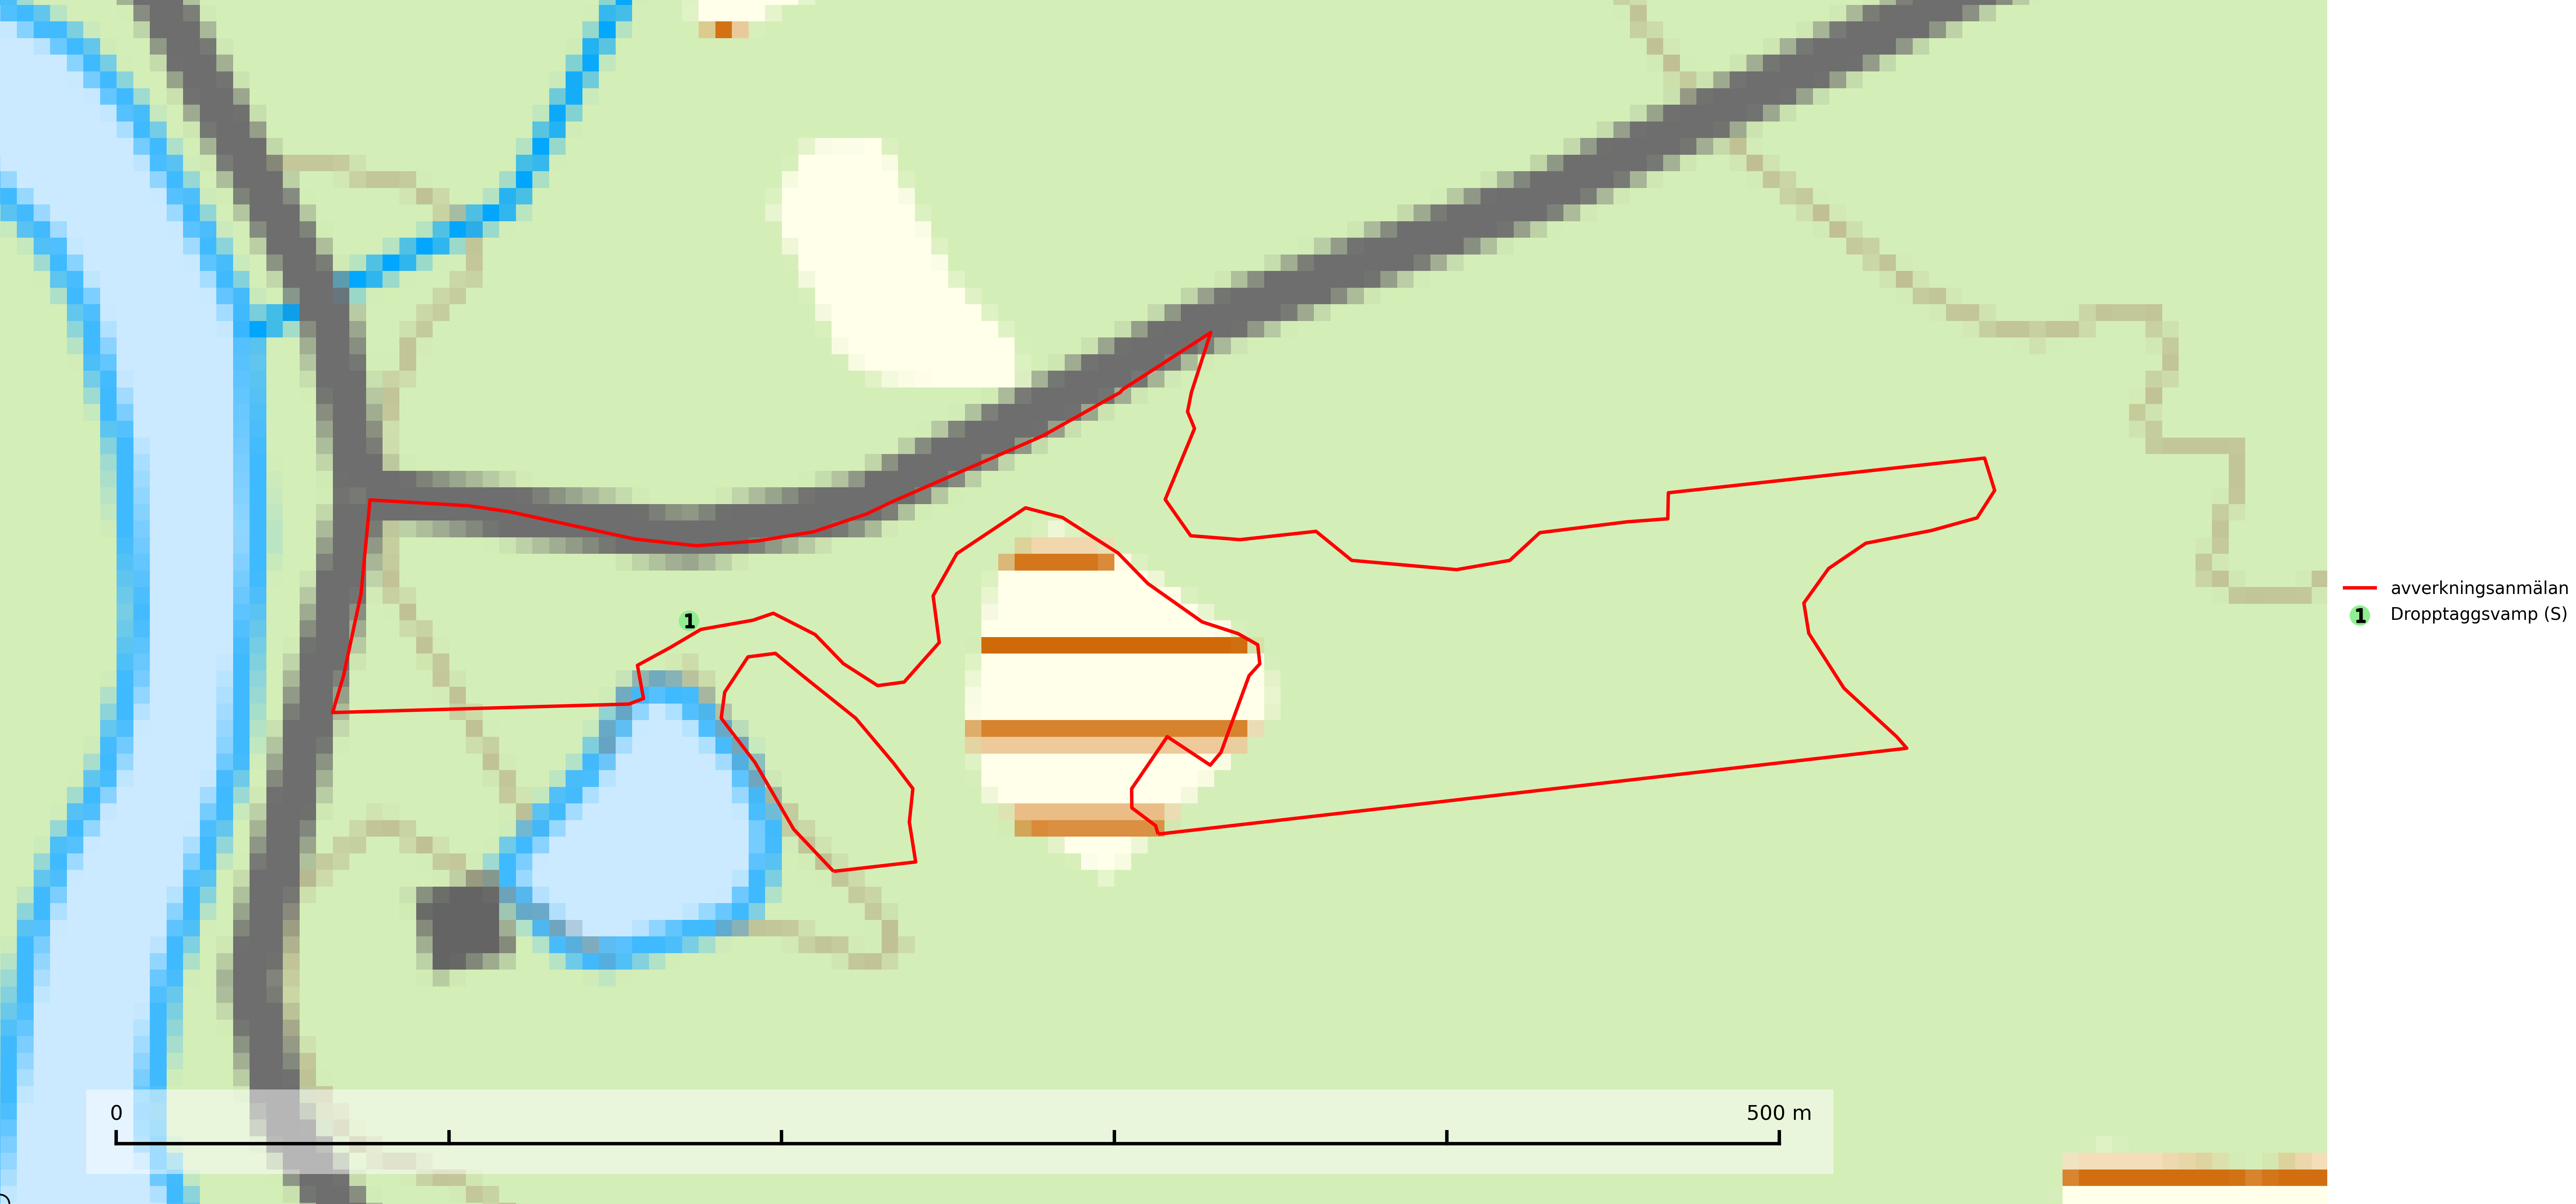 1
0
500 m
avverkningsanmälan
1 Dropptaggsvamp (S)